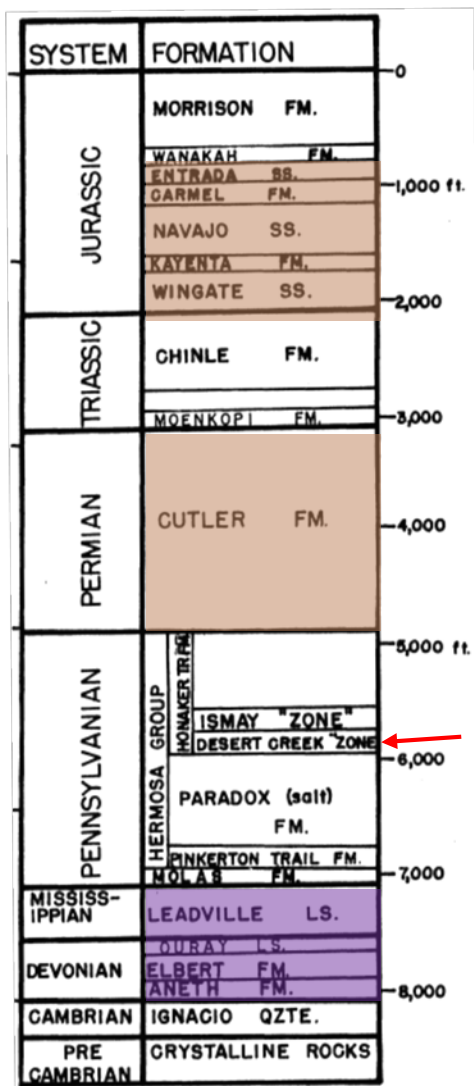 SYSTEM FORMATION
0
JURASSIC
MORRISON FM.
WANAKAH FM.
ENTRADA SS.
1,000 ft.
CARMEL FM.
NAVAJO SS.
KAYENTA FM.
WINGATE SS.
2,000
TRIASSIC
CHINLE FM.
MOENKOPI FM.
3,000
PERMIAN
CUTLER FM.
4,000
PENNSYLVANIAN
HERMOSA GROUP
HONAKER TR. FM.
5,000 ft.
ISMAY "ZONE"
DESERT CREEK "ZONE
6,000
PARADOX (salt)
FM.
PINKERTON TRAIL FM.
MOLAS FM.
7,000
MISSISS-
IPPIAN
LEADVILLE LS.
OURAY LS.
DEVONIAN
ELBERT FM.
ANETH FM.
8,000
CAMBRIAN IGNACIO QZTE.
PRE
CAMBRIAN
CRYSTALLINE ROCKS